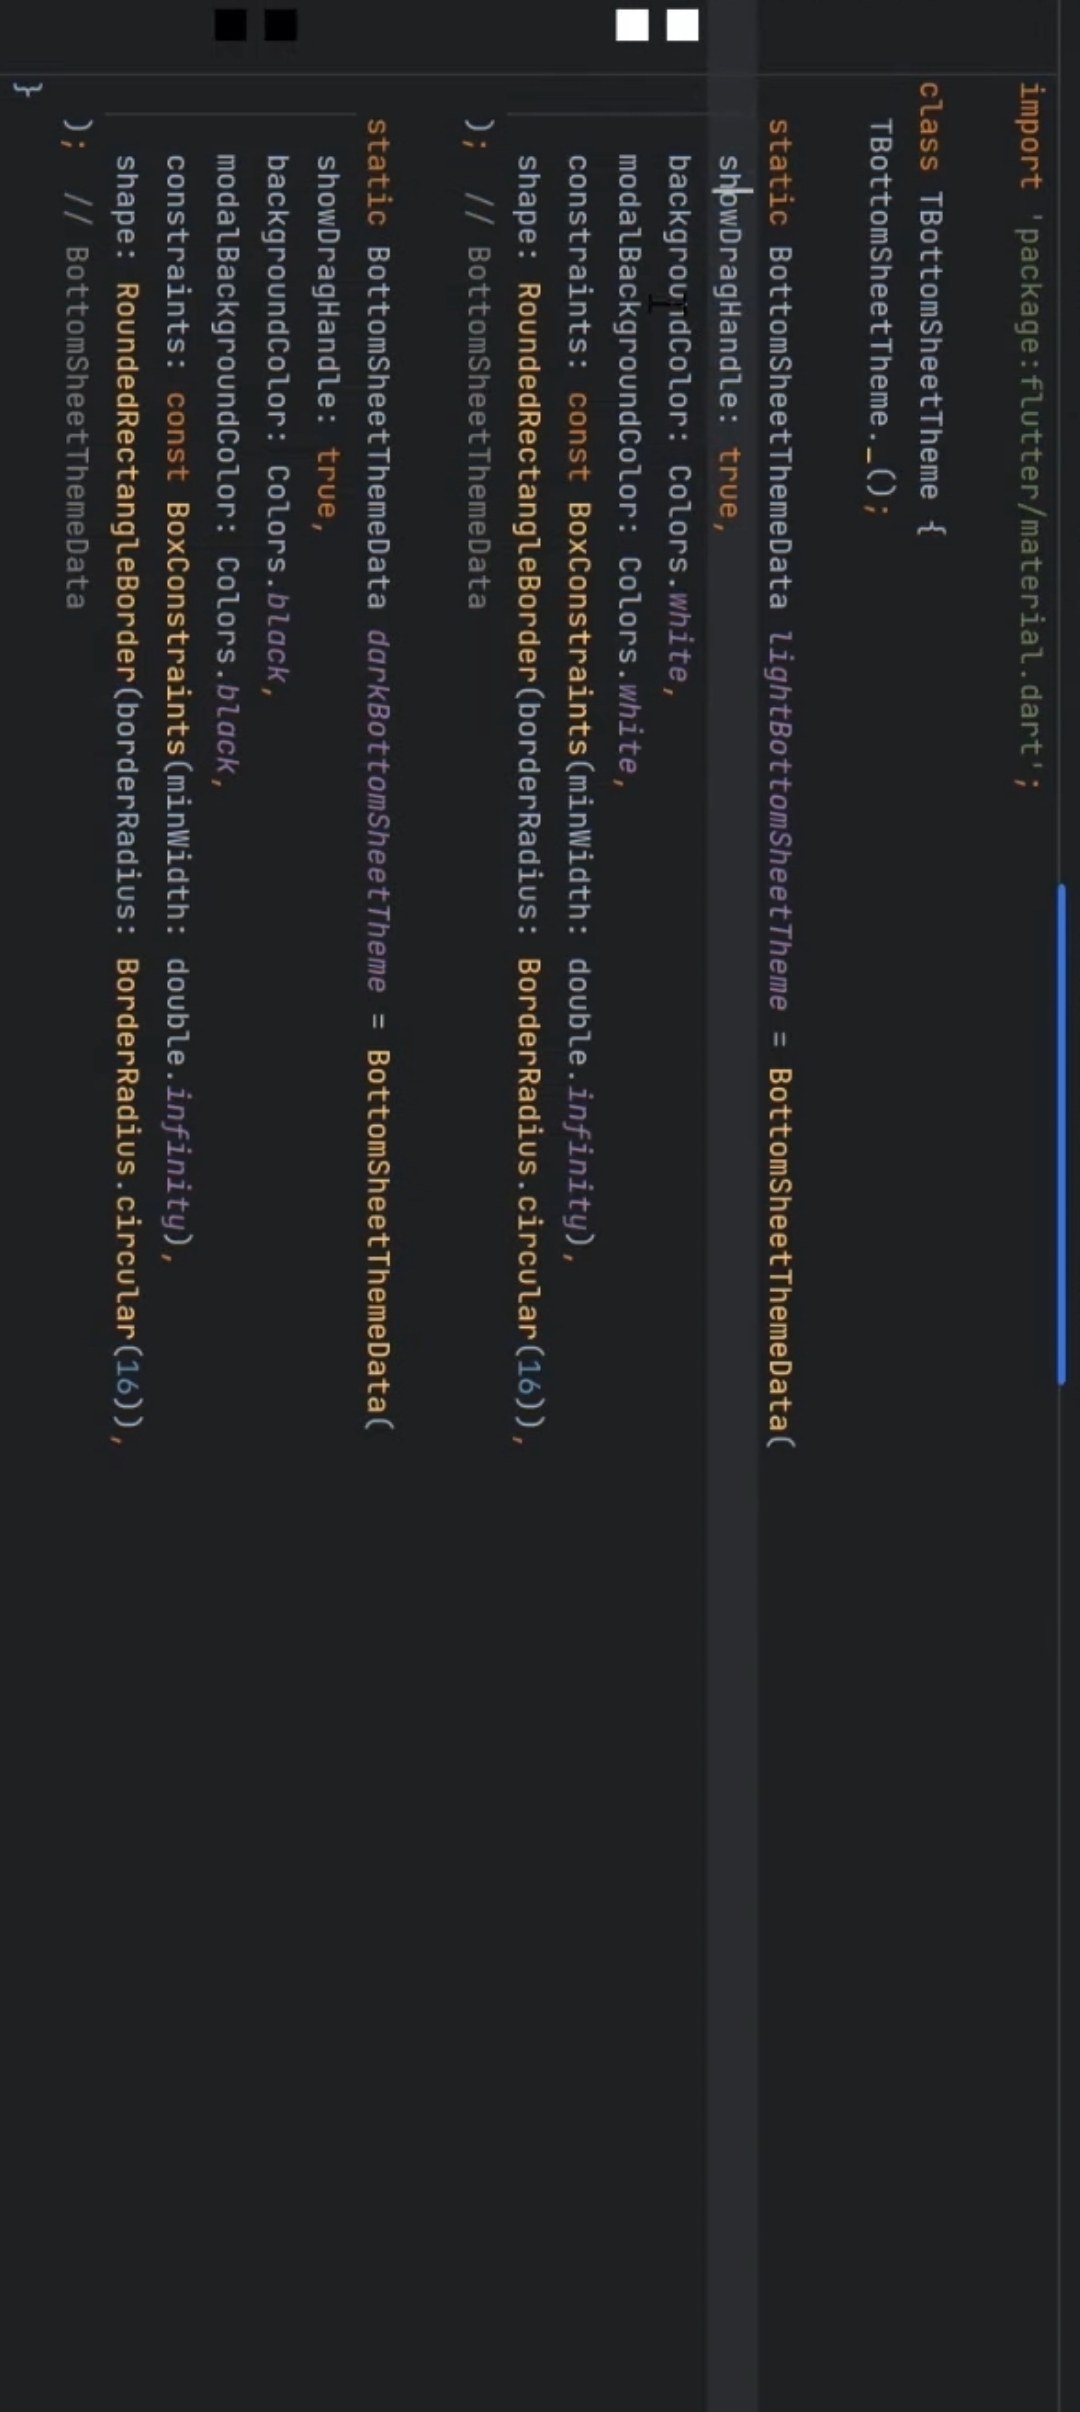 import 'package:flutter/material.dart';
class TBottomSheetTheme {
TBottomSheetTheme._();
static BottomSheetThemeData lightBottomSheetTheme = BottomSheetThemeData(
showDragHandle: true,
backgroundColor: Colors.white,
modalBackgroundColor: Colors.white,
constraints: const BoxConstraints(minWidth: double.infinity),
shape: RoundedRectangleBorder(borderRadius: BorderRadius.circular(16)),
); // BottomSheetThemeData
static BottomSheetThemeData darkBottomSheetTheme = BottomSheetThemeData(
showDragHandle: true,
backgroundColor: Colors.black,
modalBackgroundColor: Colors.black,
constraints: const BoxConstraints(minWidth: double.infinity),
shape: RoundedRectangleBorder(borderRadius: BorderRadius.circular(16)),
); // BottomSheetThemeData
}